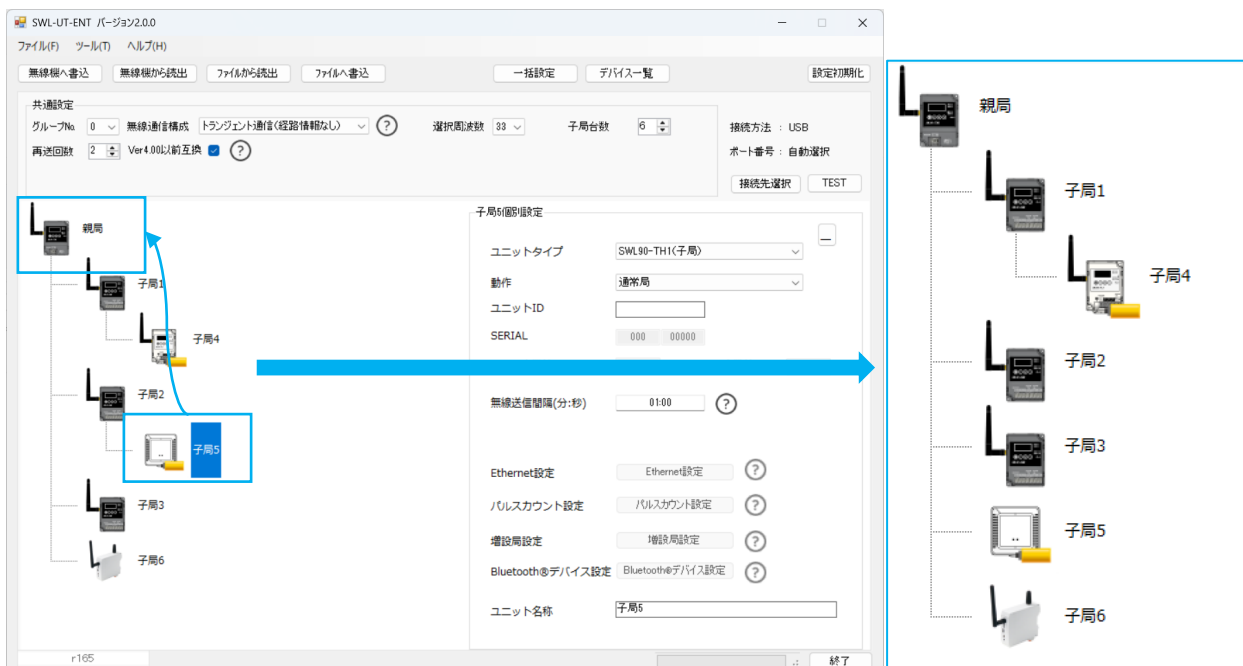 SWL-UT-ENT バージョン2.0.0
ファイル(F) ツール(T) ヘルプ(H)
無線機へ書込 無線機から読出 ファイルから読出 ファイルへ書込 一括設定 デバイス一覧 設定初期化
共通設定
グループNo. 0 無線通信構成 トランジェント通信(経路情報なし) ? 選択周波数 33 子局台数 6 接続方法 : USB
再送回数 2 Ver4.00以前互換 ? ポート番号 : 自動選択
接続先選択 TEST
親局
子局1
子局4
子局2
子局5
子局3
子局6
子局5個別設定
ユニットタイプ SWL90-TH1(子局)
動作 通常局
ユニットID
SERIAL 000 00000
無線送信間隔(分:秒) 01:00 ?
Ethernet設定 Ethernet設定 ?
パルスカウント設定 パルスカウント設定 ?
増設局設定 増設局設定 ?
Bluetooth®デバイス設定 Bluetooth®デバイス設定 ?
ユニット名称 子局5
r165 終了
親局
子局1
子局4
子局2
子局3
子局5
子局6